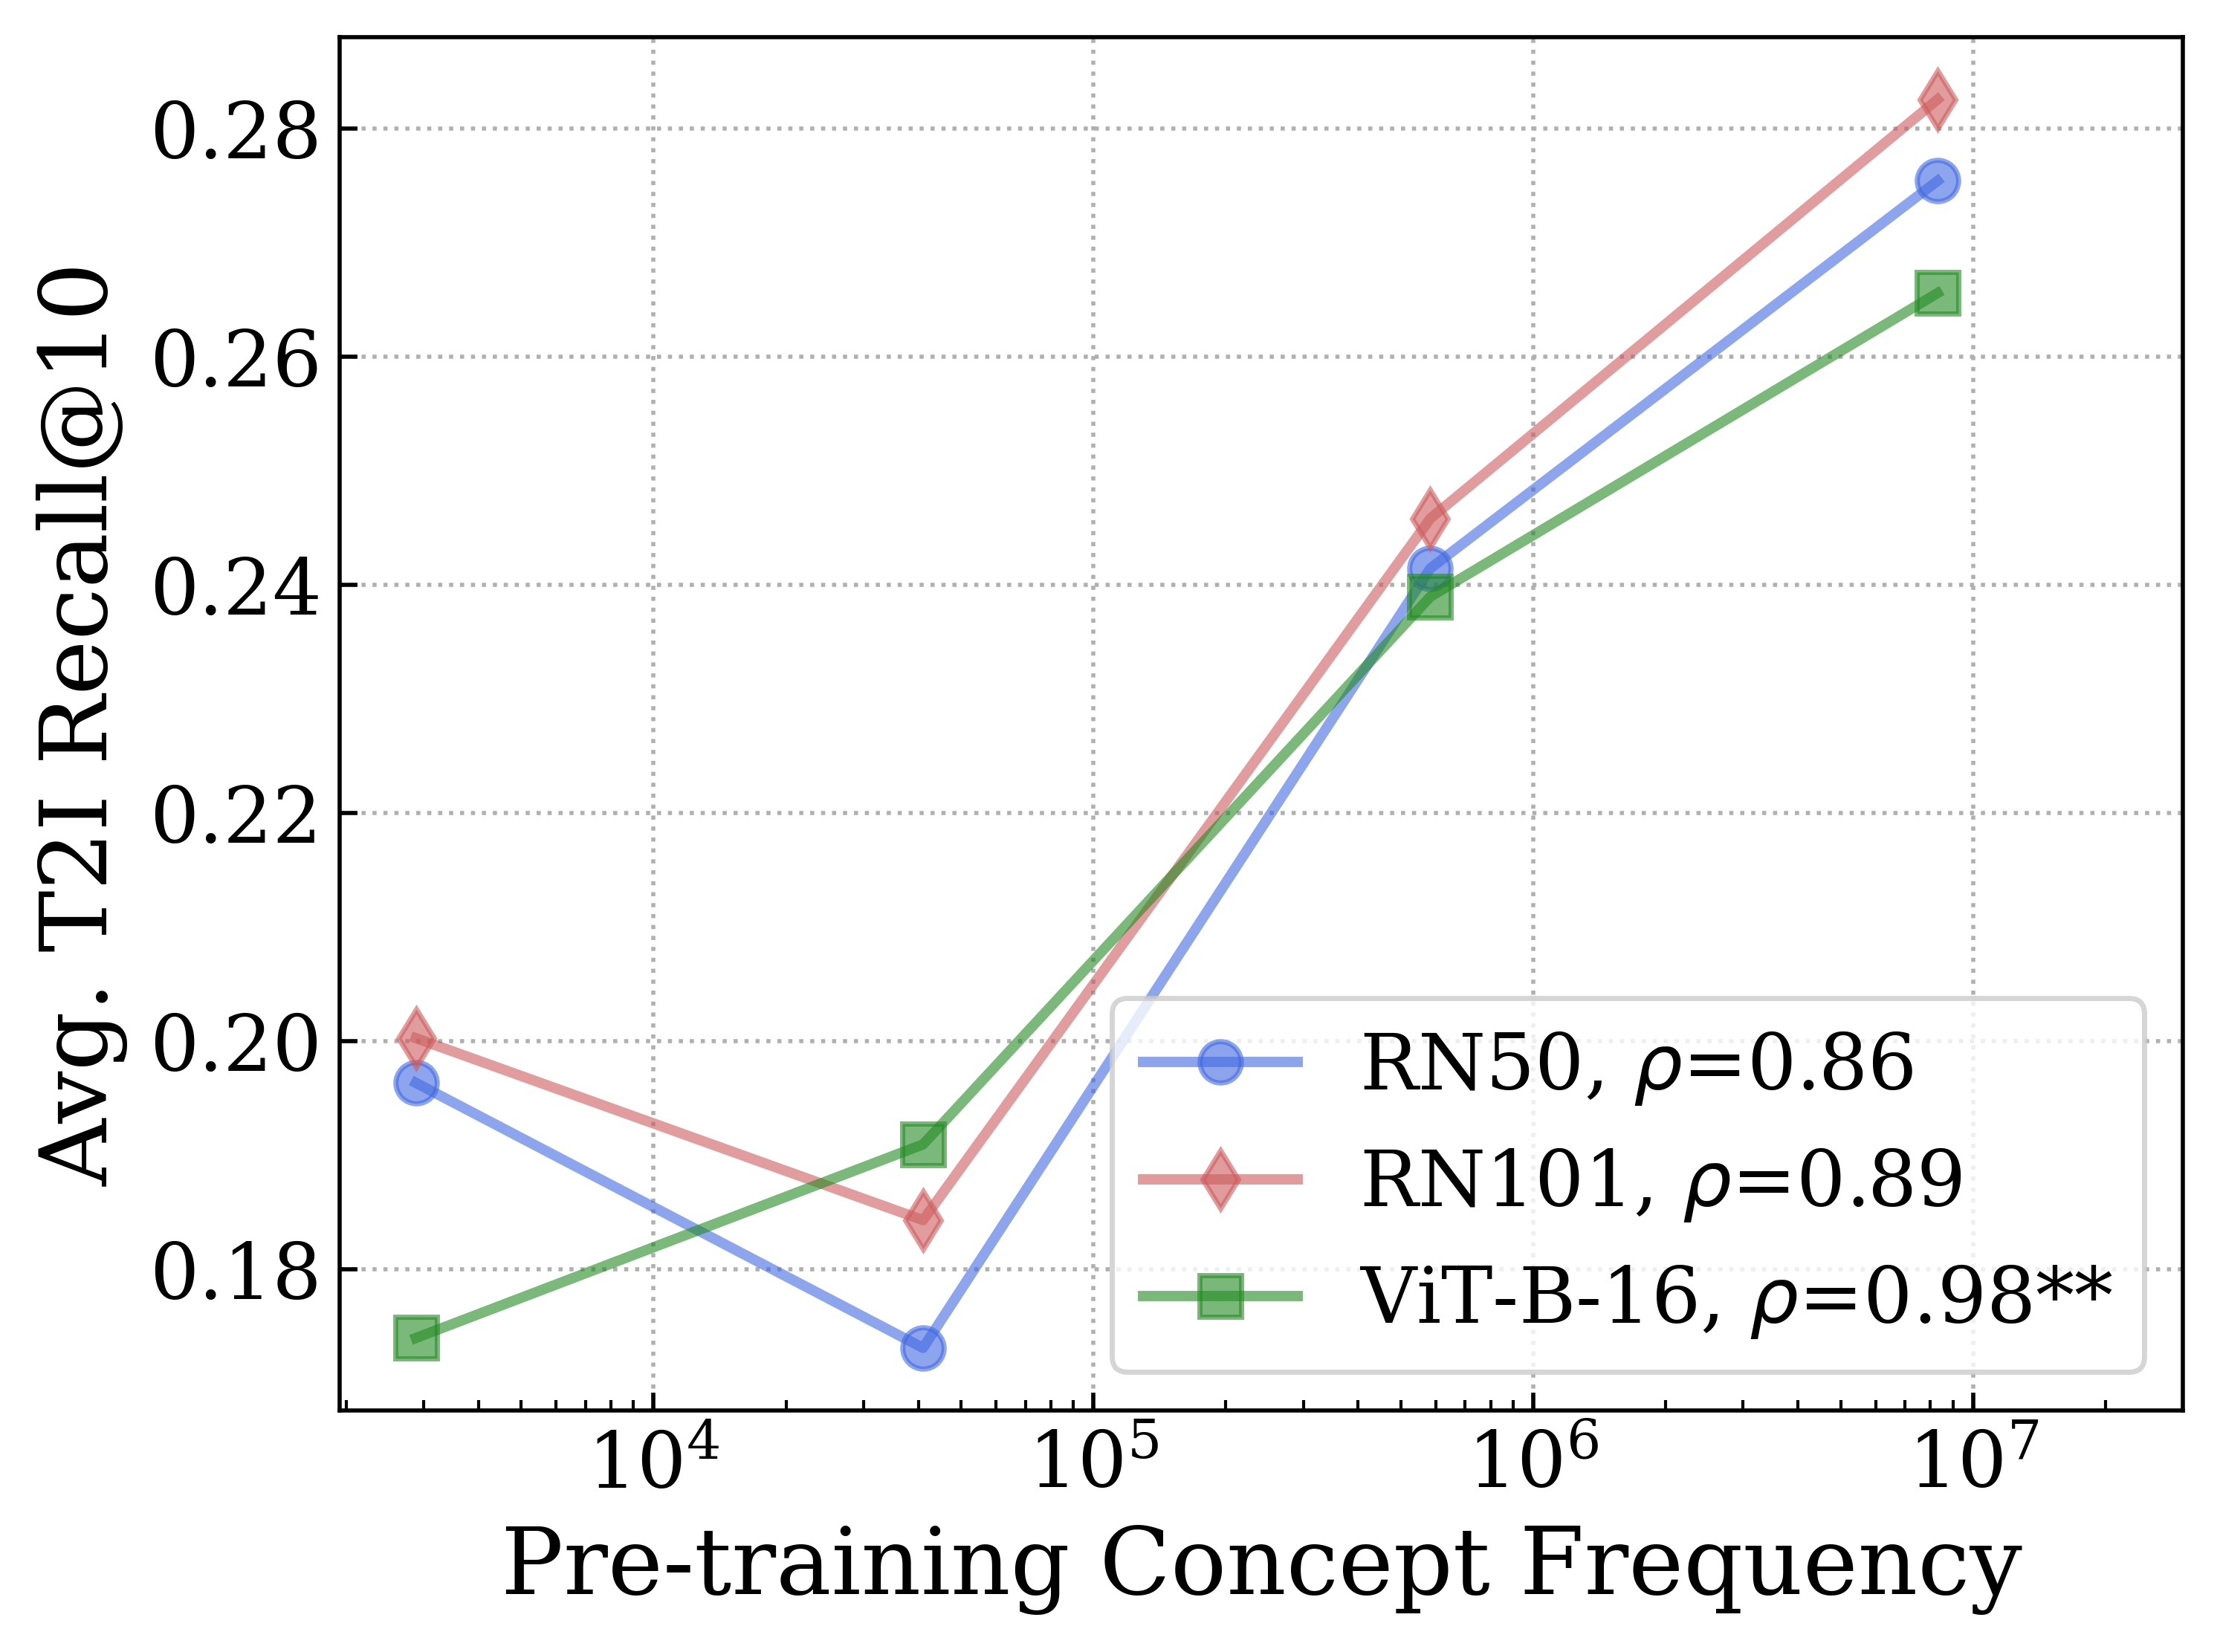 Avg. T2I Recall@10
0.28
0.26
0.24
0.22
0.20
0.18
RN50, ρ=0.86
RN101, ρ=0.89
ViT-B-16, ρ=0.98**
10⁴ 10⁵ 10⁶ 10⁷
Pre-training Concept Frequency